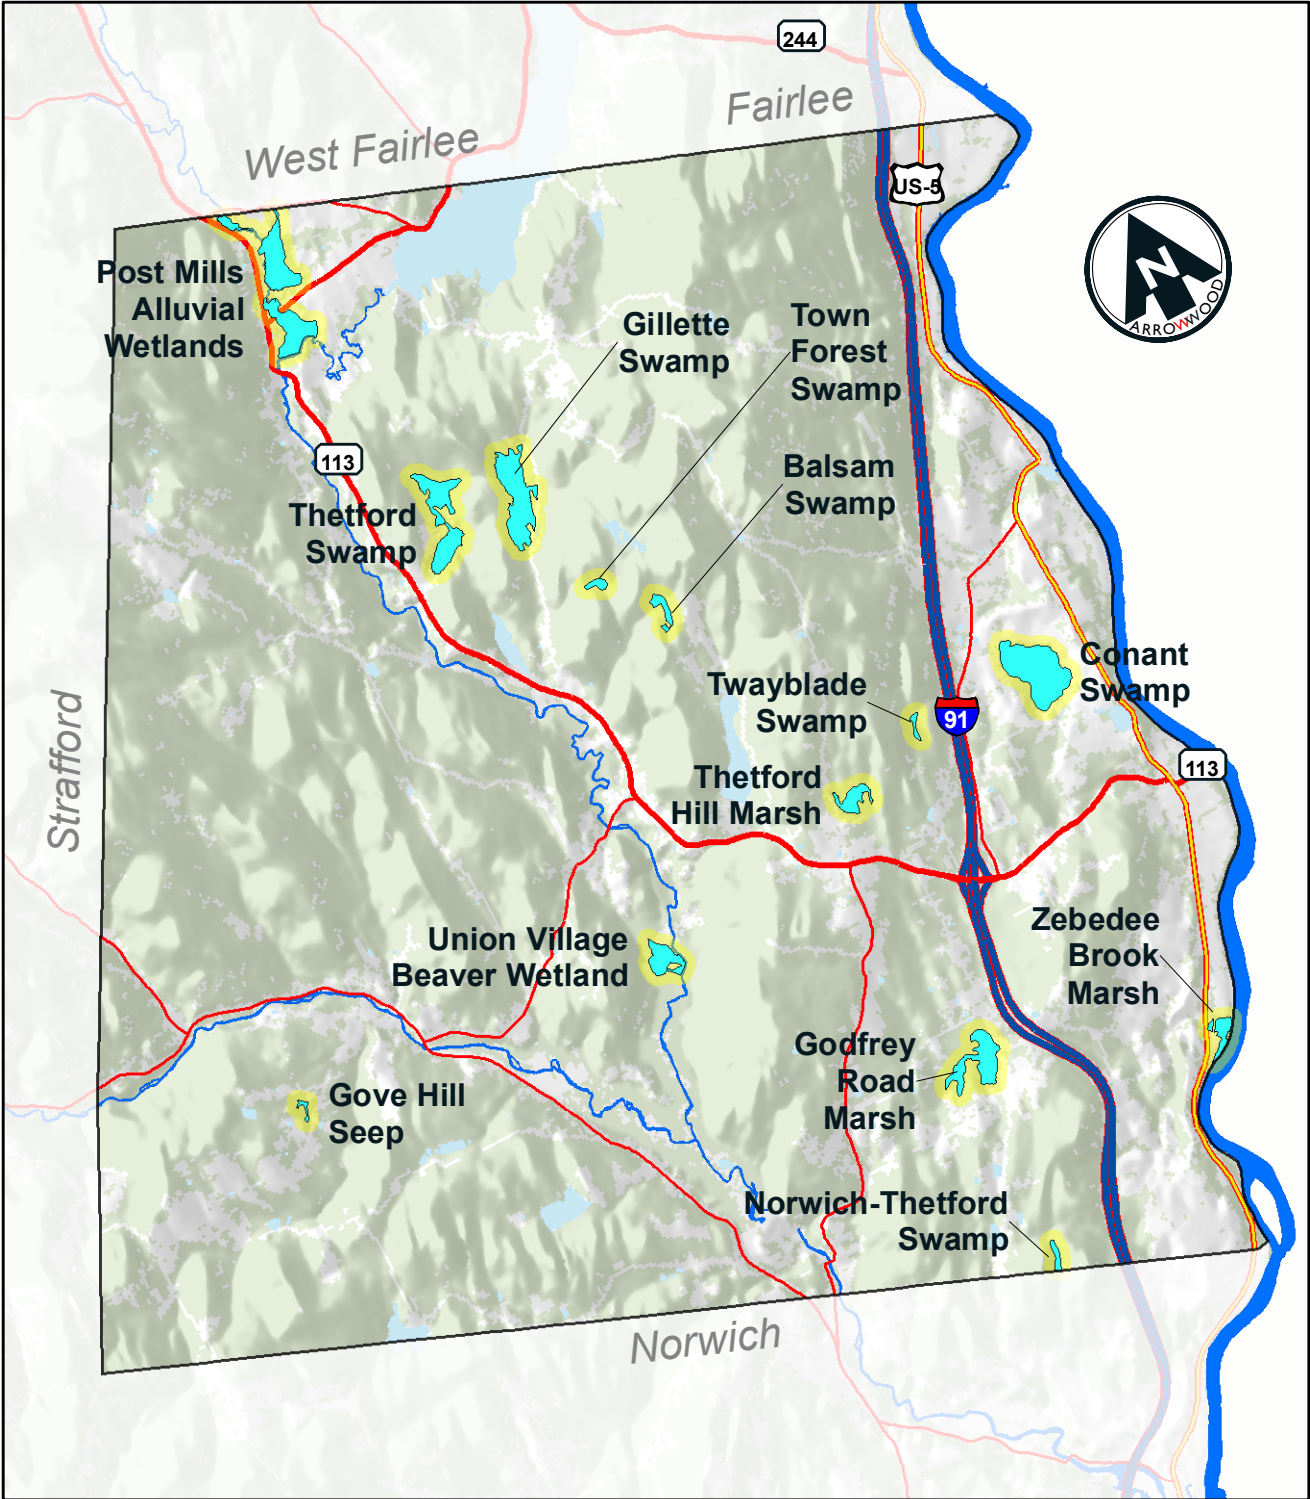 244
Fairlee
West Fairlee
US-5
N
ARROWWOOD
Post Mills
Alluvial
Wetlands
Gillette
Swamp
Town
Forest
Swamp
113
Balsam
Swamp
Thetford
Swamp
Conant
Swamp
Twayblade
Swamp
91
Strafford
113
Thetford
Hill Marsh
Zebedee
Brook
Marsh
Union Village
Beaver Wetland
Godfrey
Road
Marsh
Gove Hill
Seep
Norwich-Thetford
Swamp
Norwich